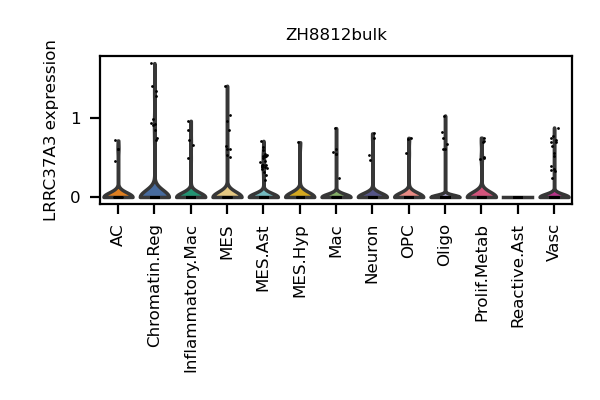 ZH8812bulk
LRRC37A3 expression
1
0
AC
Chromatin.Reg
Inflammatory.Mac
MES
MES.Ast
MES.Hyp
Mac
Neuron
OPC
Oligo
Prolif.Metab
Reactive.Ast
Vasc